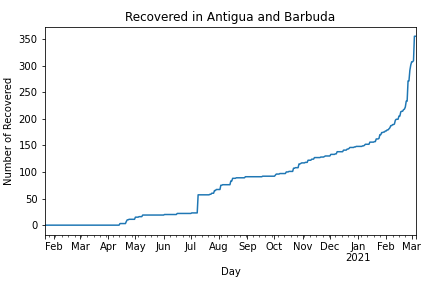 Recovered in Antigua and Barbuda
Number of Recovered
350
300
250
200
150
100
50
0
Feb Mar Apr May Jun Jul Aug Sep Oct Nov Dec Jan Feb Mar
2021
Day